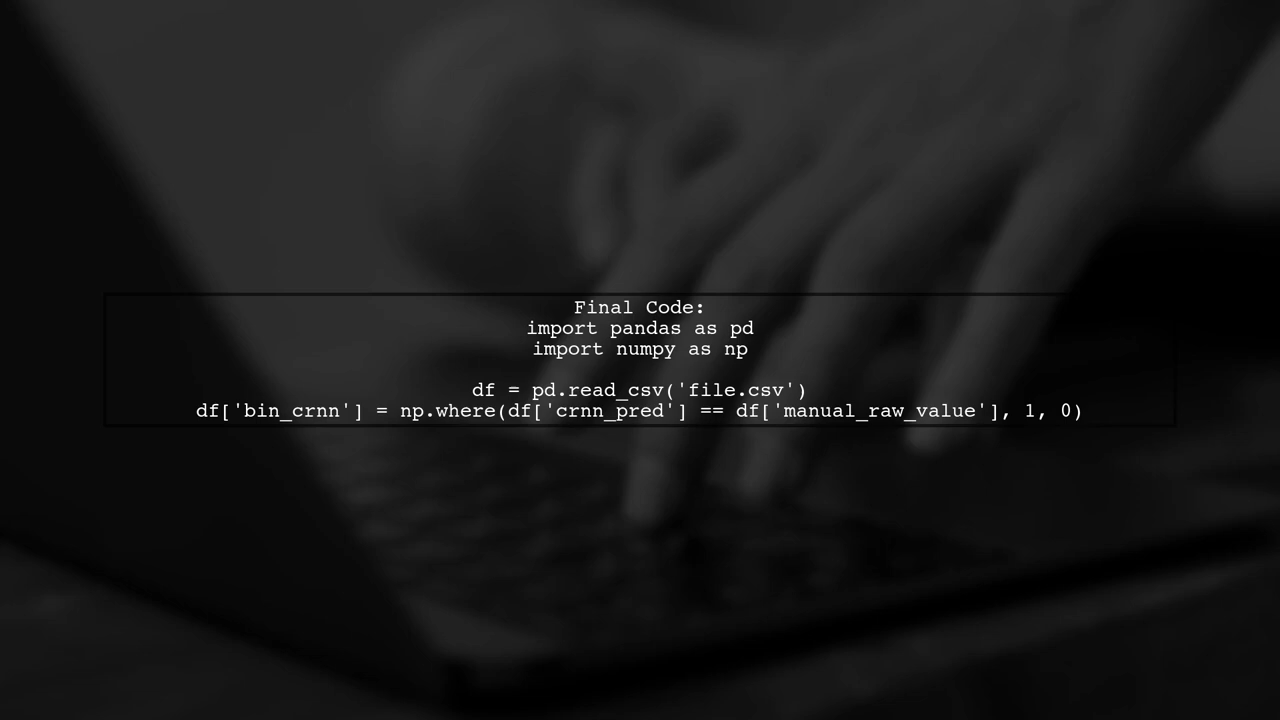 Final Code:
import pandas as pd
import numpy as np
df = pd.read_csv('file.csv')
df['bin_crnn'] = np.where(df['crnn_pred'] == df['manual_raw_value'], 1, 0)